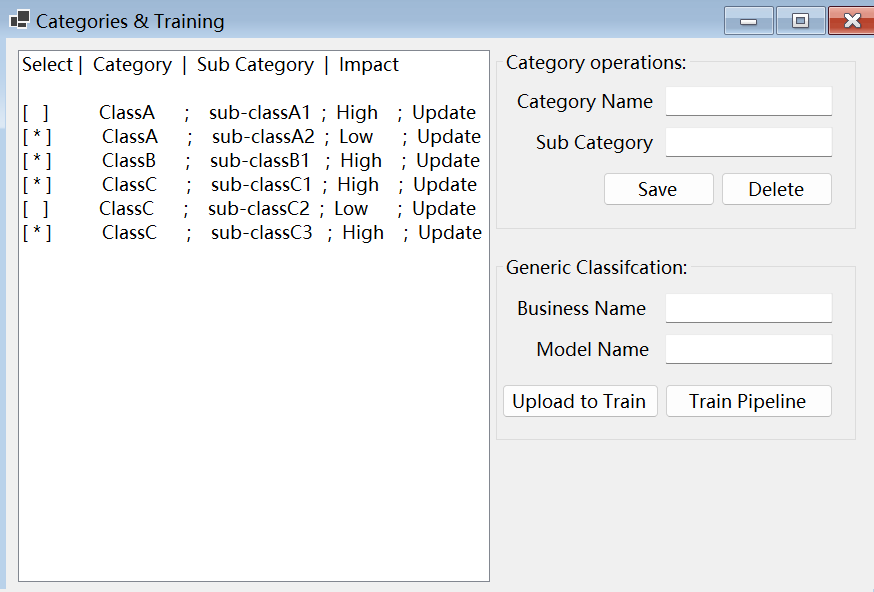 Categories & Training
Select | Category | Sub Category | Impact
[ ] ClassA ; sub-classA1 ; High ; Update
[ * ] ClassA ; sub-classA2 ; Low ; Update
[ * ] ClassB ; sub-classB1 ; High ; Update
[ * ] ClassC ; sub-classC1 ; High ; Update
[ ] ClassC ; sub-classC2 ; Low ; Update
[ * ] ClassC ; sub-classC3 ; High ; Update
Category operations:
Category Name
Sub Category
Save Delete
Generic Classifcation:
Business Name
Model Name
Upload to Train Train Pipeline